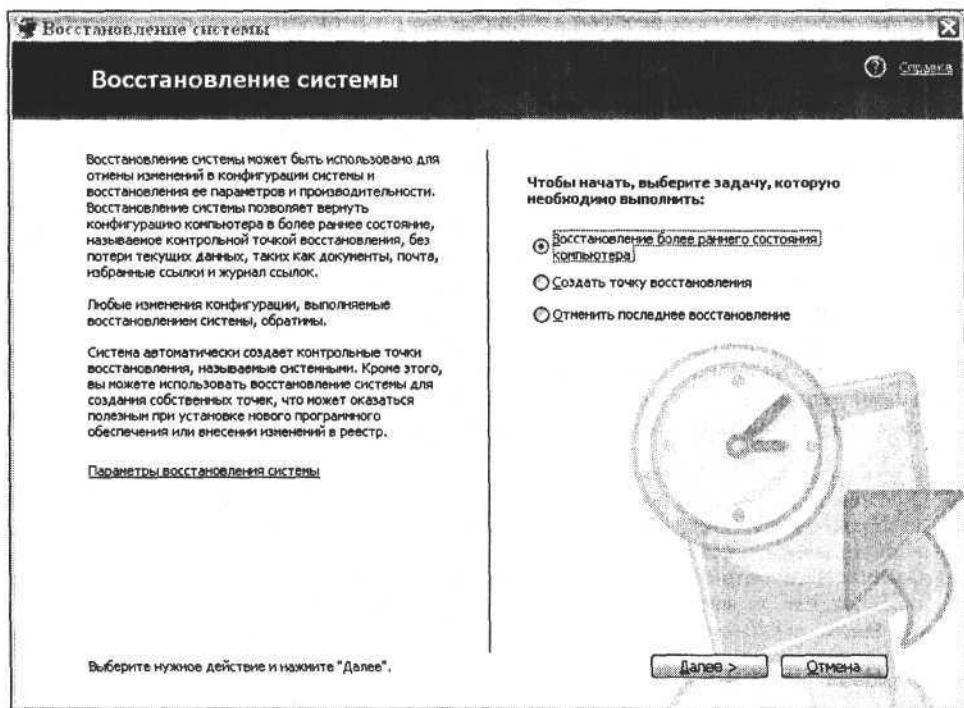 Восстановление системы
Восстановление системы
Справка
Восстановление системы может быть использовано для
отмены изменений в конфигурации системы и
восстановления ее параметров и производительности.
Восстановление системы позволяет вернуть
конфигурацию компьютера в более раннее состояние,
называемое контрольной точкой восстановления, без
потери текущих данных, таких как документы, почта,
избранные ссылки и журнал ссылок.
Любые изменения конфигурации, выполняемые
восстановлением системы, обратимы.
Система автоматически создает контрольные точки
восстановления, называемые системными. Кроме этого,
вы можете использовать восстановление системы для
создания собственных точек, что может оказаться
полезным при установке нового программного
обеспечения или внесении изменений в реестр.
Параметры восстановления системы
Выберите нужное действие и нажмите "Далее".
Чтобы начать, выберите задачу, которую
необходимо выполнить:
Восстановление более раннего состояния
компьютера
Создать точку восстановления
Отменить последнее восстановление
Далее >
Отмена